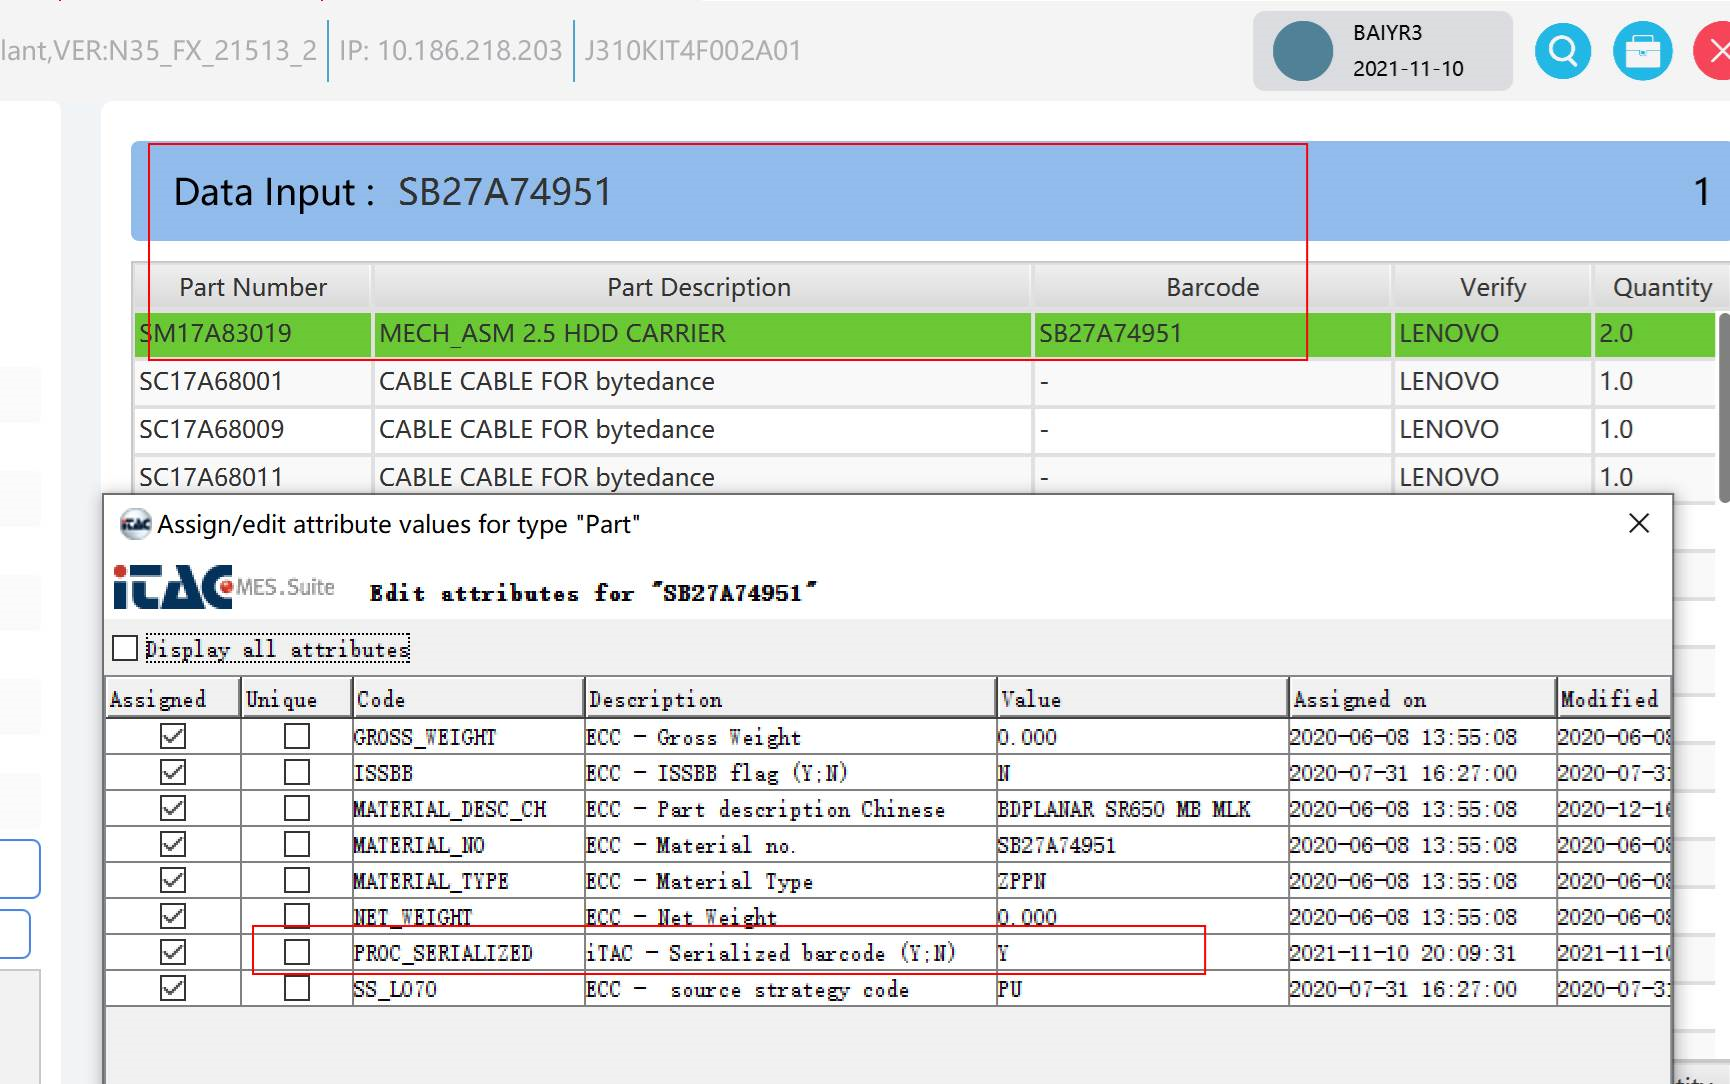 lant,VER:N35_FX_21513_2 IP: 10.186.218.203 J310KIT4F002A01
BAIYR3
2021-11-10
Data Input : SB27A74951 1
Part Number Part Description Barcode Verify Quantity
SM17A83019 MECH_ASM 2.5 HDD CARRIER SB27A74951 LENOVO 2.0
SC17A68001 CABLE CABLE FOR bytedance - LENOVO 1.0
SC17A68009 CABLE CABLE FOR bytedance - LENOVO 1.0
SC17A68011 CABLE CABLE FOR bytedance - LENOVO 1.0
iTAC Assign/edit attribute values for type "Part"
iTAC MES.Suite Edit attributes for "SB27A74951"
Display all attributes
Assigned Unique Code Description Value Assigned on Modified
GROSS_WEIGHT ECC - Gross Weight 0.000 2020-06-08 13:55:08 2020-06-08
ISSBB ECC - ISSBB flag (Y;N) N 2020-07-31 16:27:00 2020-07-31
MATERIAL_DESC_CH ECC - Part description Chinese BDPLANAR SR650 MB MLK 2020-06-08 13:55:08 2020-12-16
MATERIAL_NO ECC - Material no. SB27A74951 2020-06-08 13:55:08 2020-06-08
MATERIAL_TYPE ECC - Material Type ZPPN 2020-06-08 13:55:08 2020-06-08
NET_WEIGHT ECC - Net Weight 0.000 2020-06-08 13:55:08 2020-06-08
PROC_SERIALIZED iTAC - Serialized barcode (Y;N) Y 2021-11-10 20:09:31 2021-11-10
SS_L070 ECC - source strategy code PU 2020-07-31 16:27:00 2020-07-31